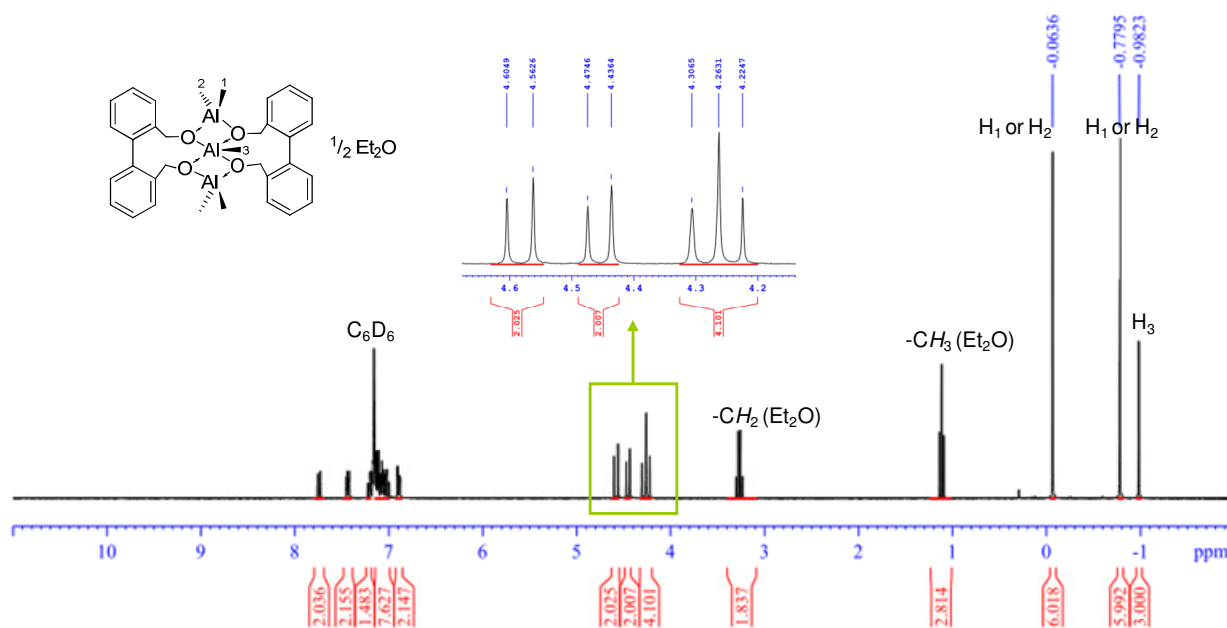 4.6049 4.5626 4.4746 4.4364 4.3065 4.2631 4.2247
-0.0636 -0.7795 -0.9823
2 1
Al
O O
Al 3
O O
Al
1/2 Et2O
H1 or H2 H1 or H2
4.6 4.5 4.4 4.3 4.2
2.025 2.007 4.101
C6D6
-CH2 (Et2O)
-CH3 (Et2O)
H3
10 9 8 7 6 5 4 3 2 1 0 -1 ppm
2.036 2.155 1.483 7.627 2.147 2.025 2.007 4.101 1.837 2.814 6.018 5.992 3.000